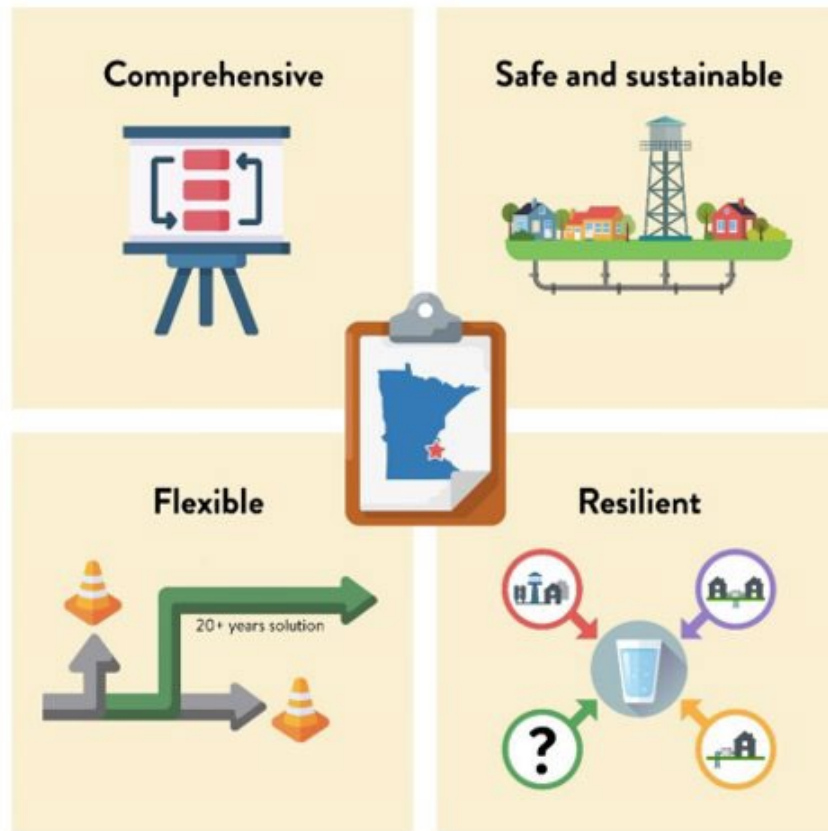 Comprehensive
Safe and sustainable
Flexible
20+ years solution
Resilient
?